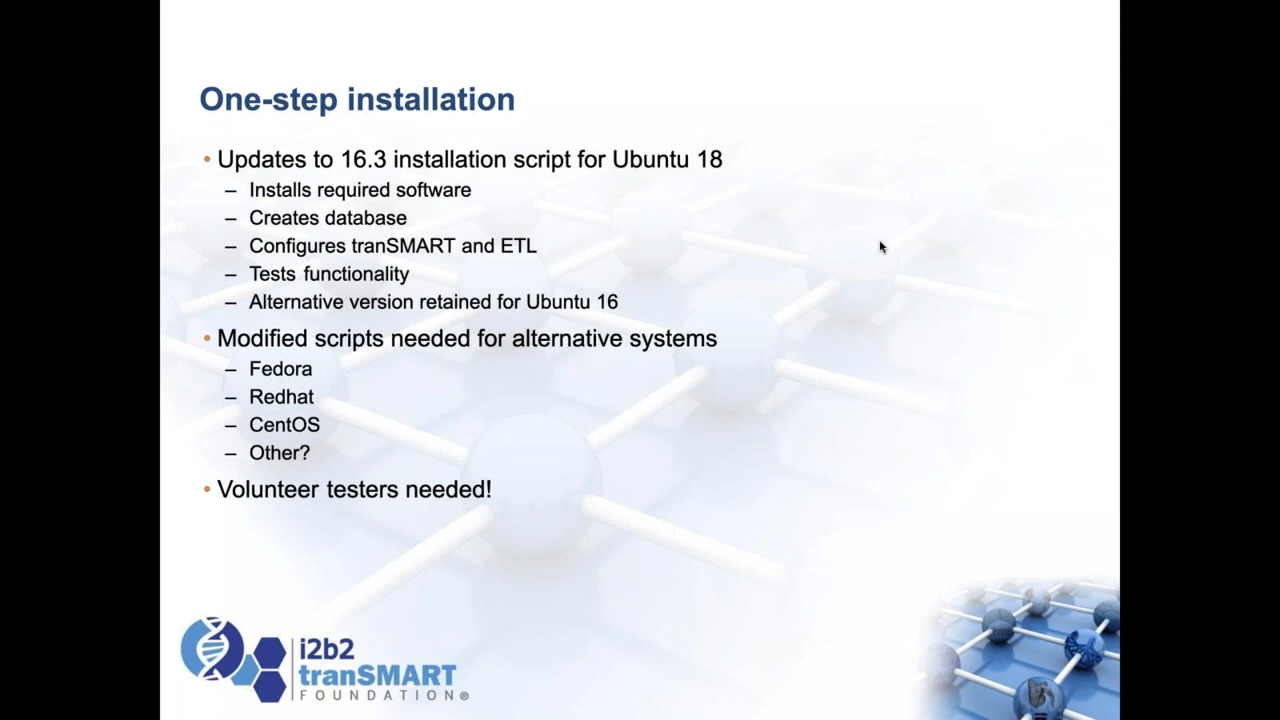 One-step installation
• Updates to 16.3 installation script for Ubuntu 18
– Installs required software
– Creates database
– Configures tranSMART and ETL
– Tests functionality
– Alternative version retained for Ubuntu 16
• Modified scripts needed for alternative systems
– Fedora
– Redhat
– CentOS
– Other?
• Volunteer testers needed!
i2b2
tranSMART
FOUNDATION®